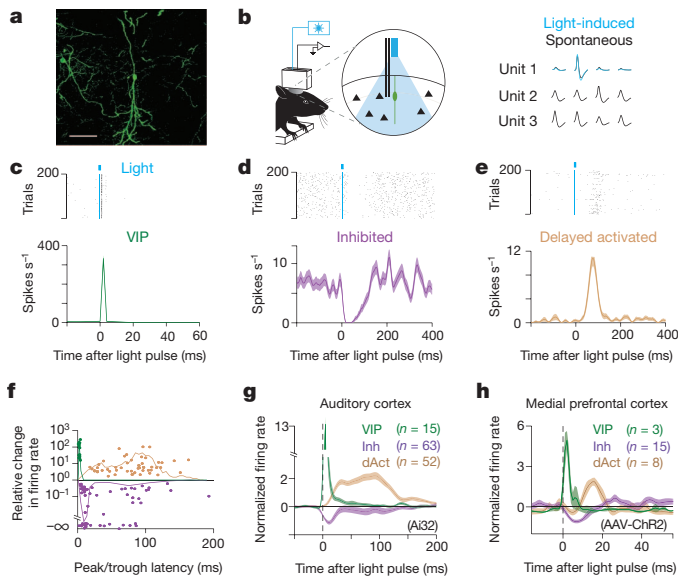 a
b
Light-induced
Spontaneous
Unit 1
Unit 2
Unit 3
c
200
Light
Trials
VIP
400
Spikes s⁻¹
0
0 20 40 60
Time after light pulse (ms)
d
200
Trials
Inhibited
10
Spikes s⁻¹
0
0 200 400
Time after light pulse (ms)
e
200
Trials
Delayed activated
12
Spikes s⁻¹
0
0 200 400
Time after light pulse (ms)
f
Relative change
in firing rate
10³
10²
10¹
10⁰
10⁻¹
−∞
0 100 200
Peak/trough latency (ms)
g
Auditory cortex
Normalized firing rate
13
2
0
VIP (n = 15)
Inh (n = 63)
dAct (n = 52)
(Ai32)
0 100 200
Time after light pulse (ms)
h
Medial prefrontal cortex
Normalized firing rate
6
3
0
VIP (n = 3)
Inh (n = 15)
dAct (n = 8)
(AAV-ChR2)
0 20 40
Time after light pulse (ms)